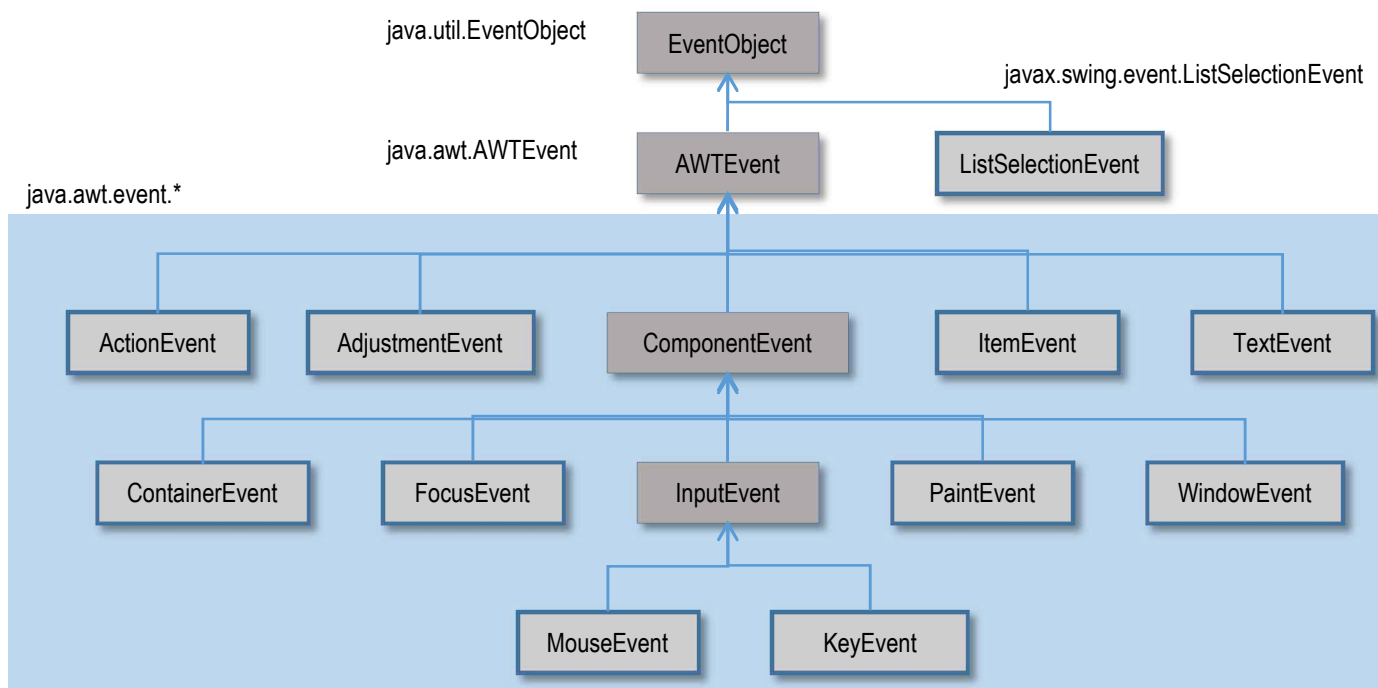 java.util.EventObject
EventObject
javax.swing.event.ListSelectionEvent
java.awt.AWTEvent
AWTEvent
ListSelectionEvent
java.awt.event.*
ActionEvent
AdjustmentEvent
ComponentEvent
ItemEvent
TextEvent
ContainerEvent
FocusEvent
InputEvent
PaintEvent
WindowEvent
MouseEvent
KeyEvent